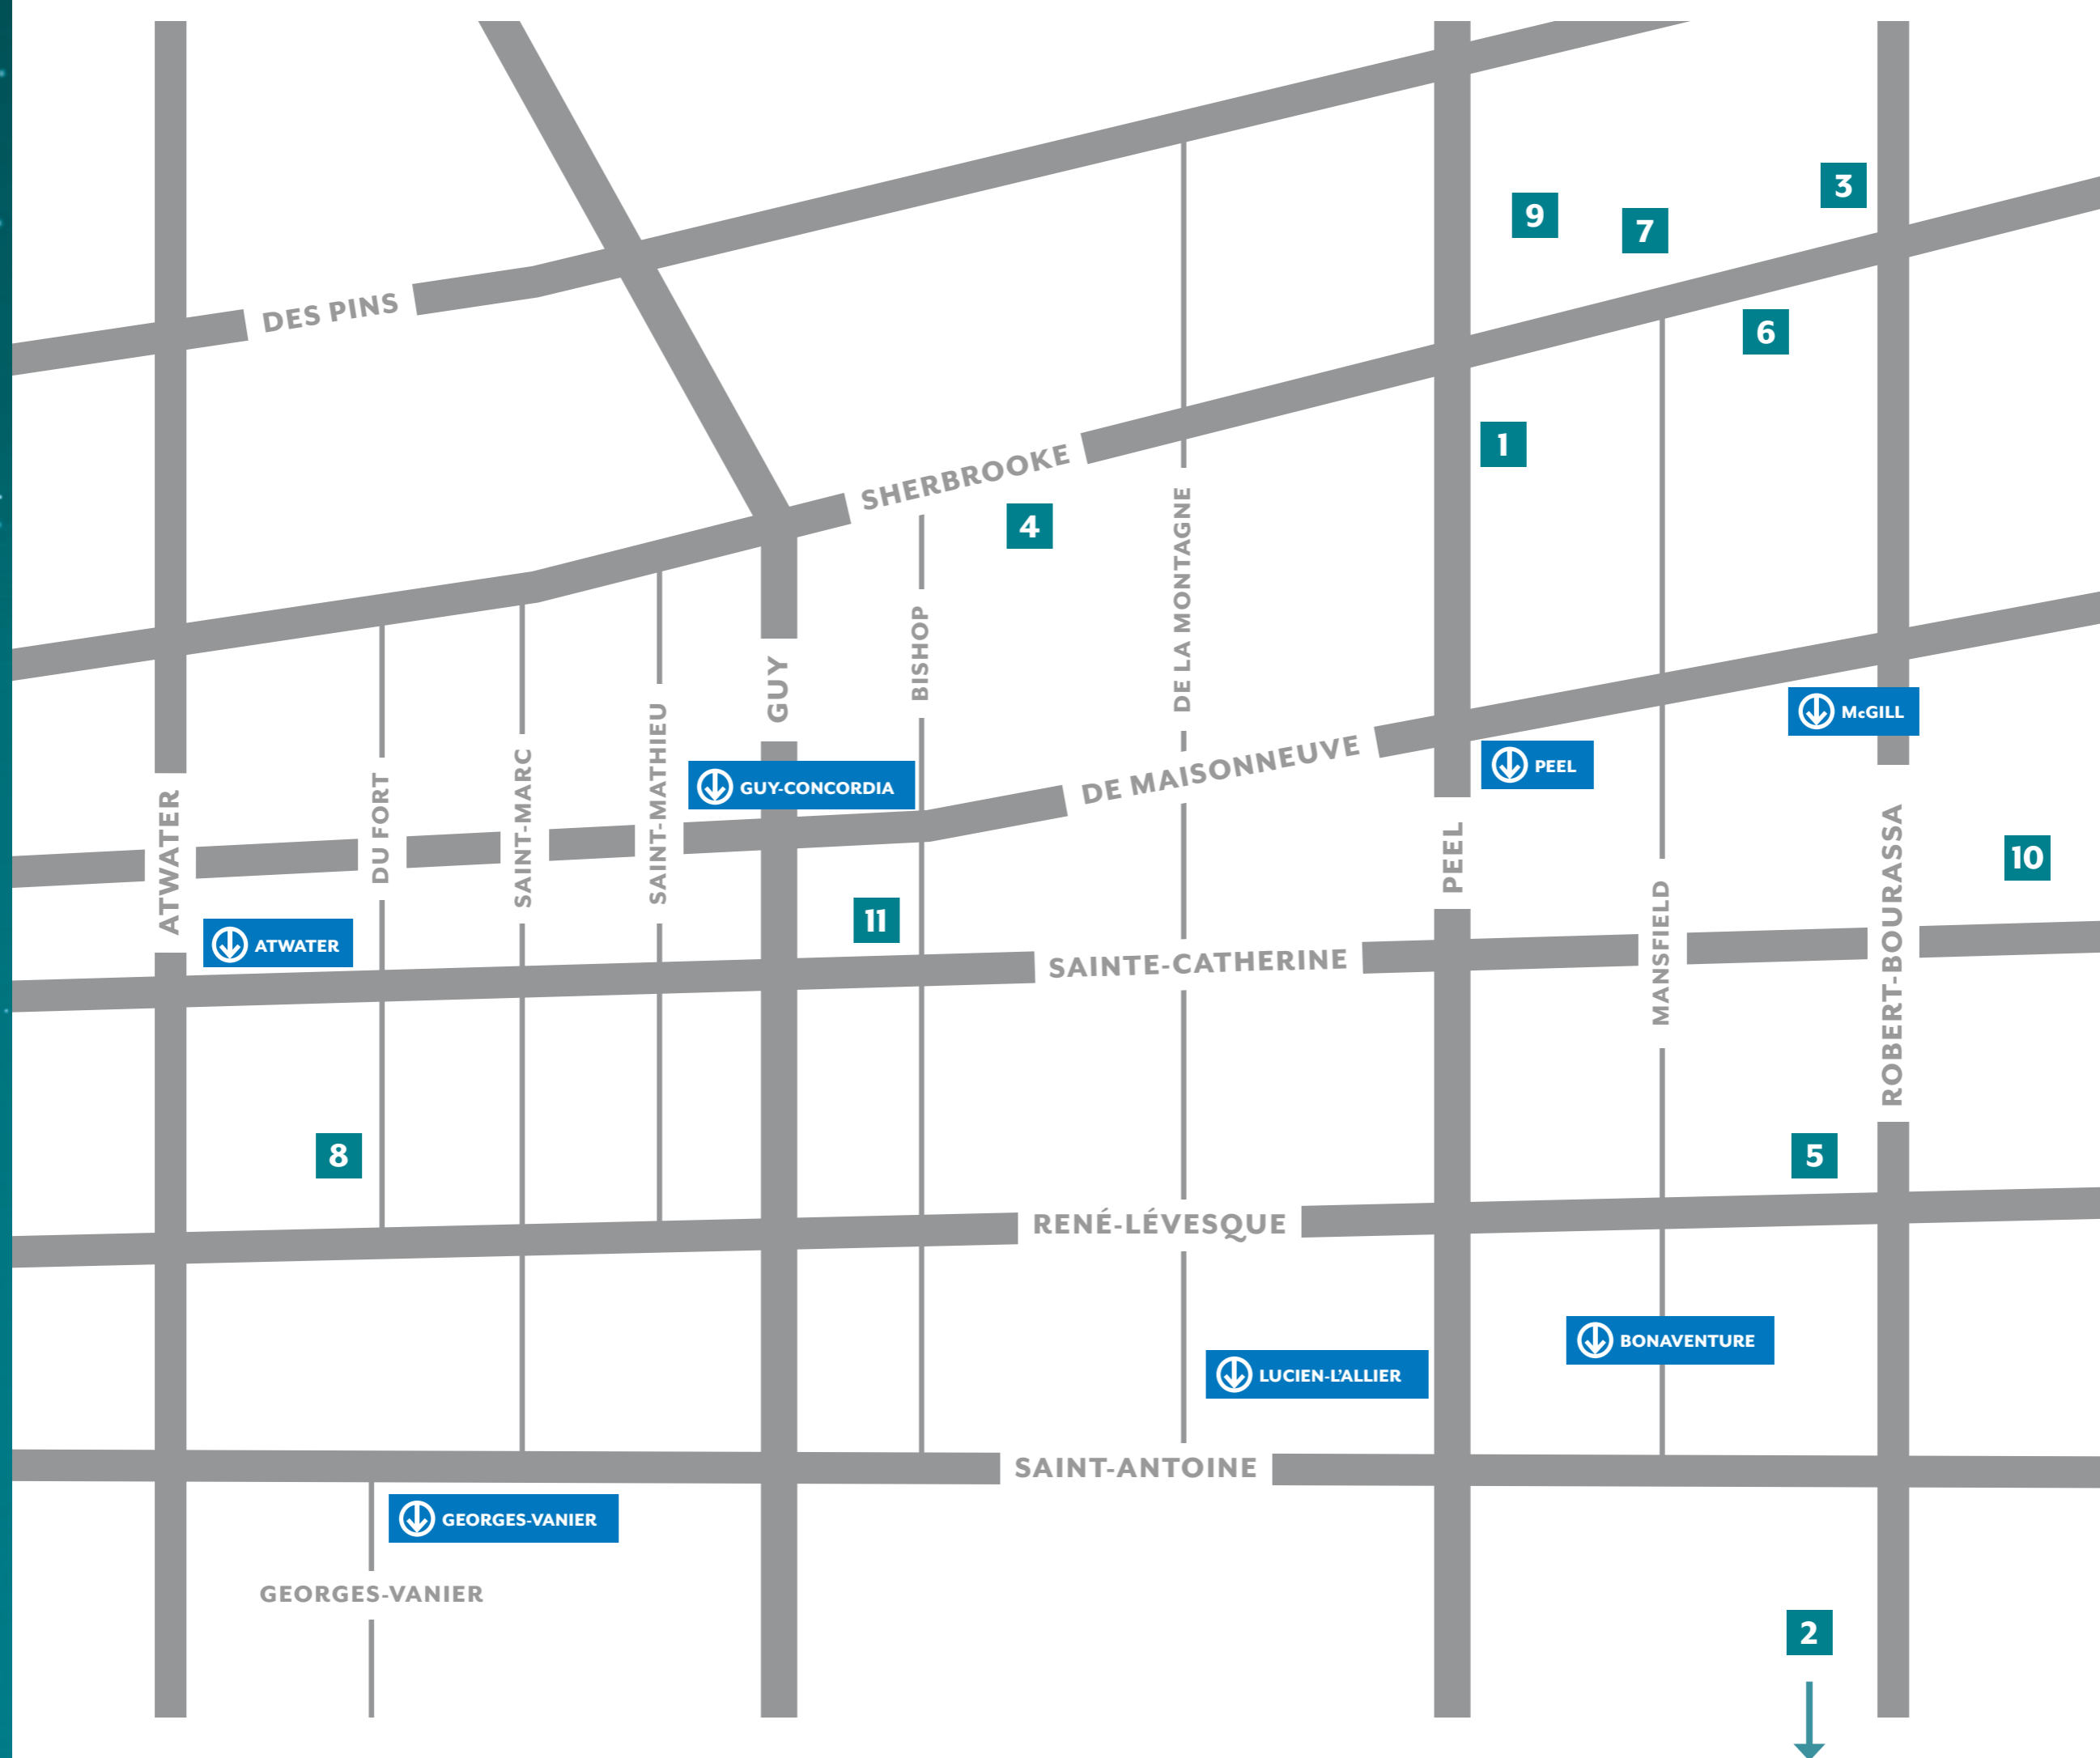 3
9
7
DES PINS
6
1
SHERBROOKE
4
DE LA MONTAGNE
BISHOP
GUY
McGILL
SAINT-MATHIEU
DE MAISONNEUVE
PEEL
GUY-CONCORDIA
SAINT-MARC
DU FORT
ATWATER
PEEL
10
11
ATWATER
SAINTE-CATHERINE
MANSFIELD
ROBERT-BOURASSA
8
5
RENÉ-LÉVESQUE
BONAVENTURE
LUCIEN-L'ALLIER
SAINT-ANTOINE
GEORGES-VANIER
GEORGES-VANIER
2